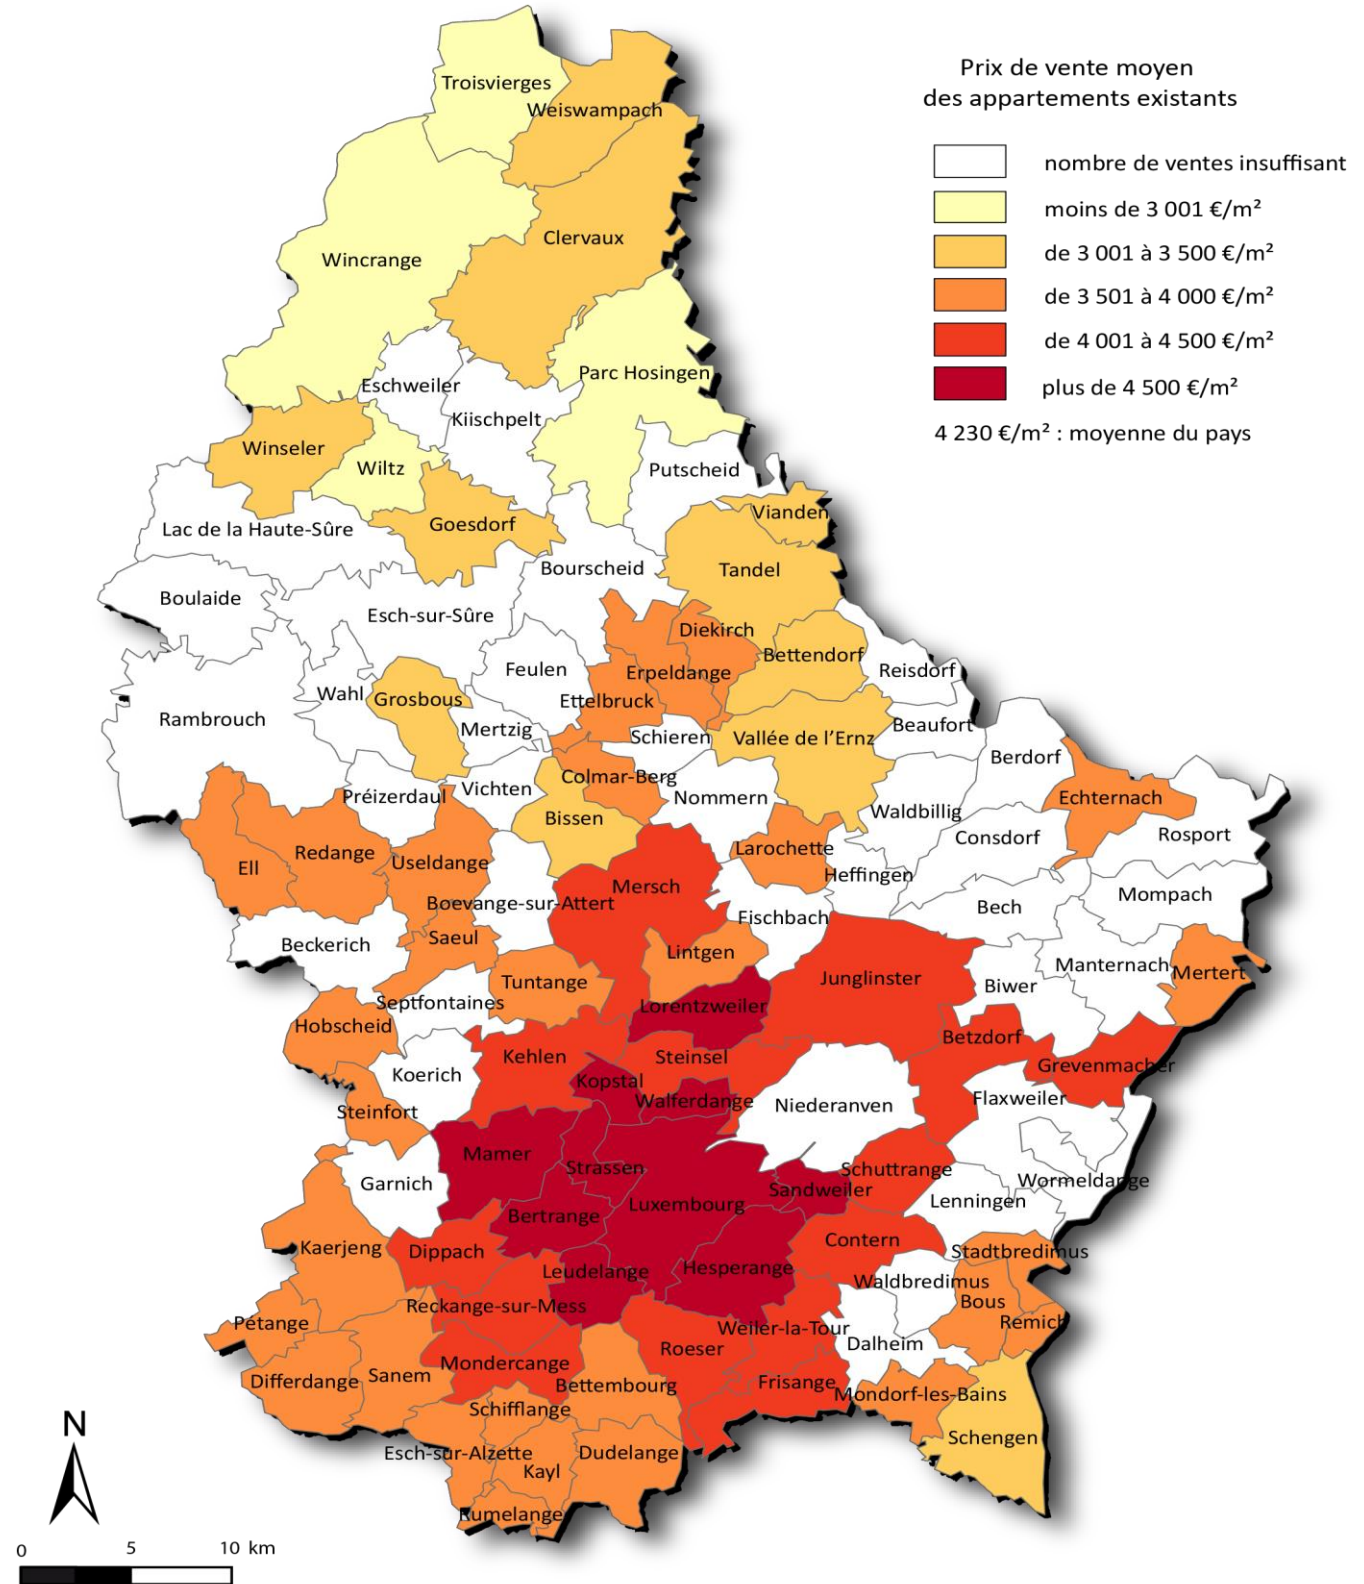 Prix de vente moyen
des appartements existants
nombre de ventes insuffisant
moins de 3 001 €/m²
de 3 001 à 3 500 €/m²
de 3 501 à 4 000 €/m²
de 4 001 à 4 500 €/m²
plus de 4 500 €/m²
4 230 €/m² : moyenne du pays
Troisvierges
Weiswampach
Clervaux
Wincrange
Parc Hosingen
Eschweiler
Kiischpelt
Winseler
Wiltz
Putscheid
Vianden
Goesdorf
Lac de la Haute-Sûre
Bourscheid
Tandel
Boulaide
Esch-sur-Sûre
Diekirch
Bettendorf
Feulen
Erpeldange
Reisdorf
Wahl
Grosbous
Ettelbruck
Rambrouch
Mertzig
Schieren
Vallée de l’Ernz
Beaufort
Berdorf
Colmar-Berg
Vichten
Préizerdaul
Nommern
Echternach
Waldbillig
Bissen
Consdorf
Rosport
Larochette
Redange
Useldange
Ell
Heffingen
Mersch
Mompach
Boevange-sur-Attert
Bech
Fischbach
Saeul
Beckerich
Lintgen
Manternach
Mertert
Junglinster
Tuntange
Biwer
Septfontaines
Lorentzweiler
Hobscheid
Betzdorf
Kehlen
Steinsel
Grevenmacher
Koerich
Kopstal
Flaxweiler
Walferdange
Niederanven
Steinfort
Mamer
Strassen
Schuttrange
Garnich
Wormeldange
Sandweiler
Lenningen
Luxembourg
Bertrange
Contern
Kaerjeng
Dippach
Stadtbredimus
Leudelange
Hesperange
Waldbredimus
Bous
Reckange-sur-Mess
Pétange
Remich
Weiler-la-Tour
Dalheim
Roeser
Mondercange
Sanem
Differdange
Frisange
Bettembourg
Mondorf-les-Bains
Schifflange
Schengen
Esch-sur-Alzette
Dudelange
Kayl
Rumelange
N
0 5 10 km